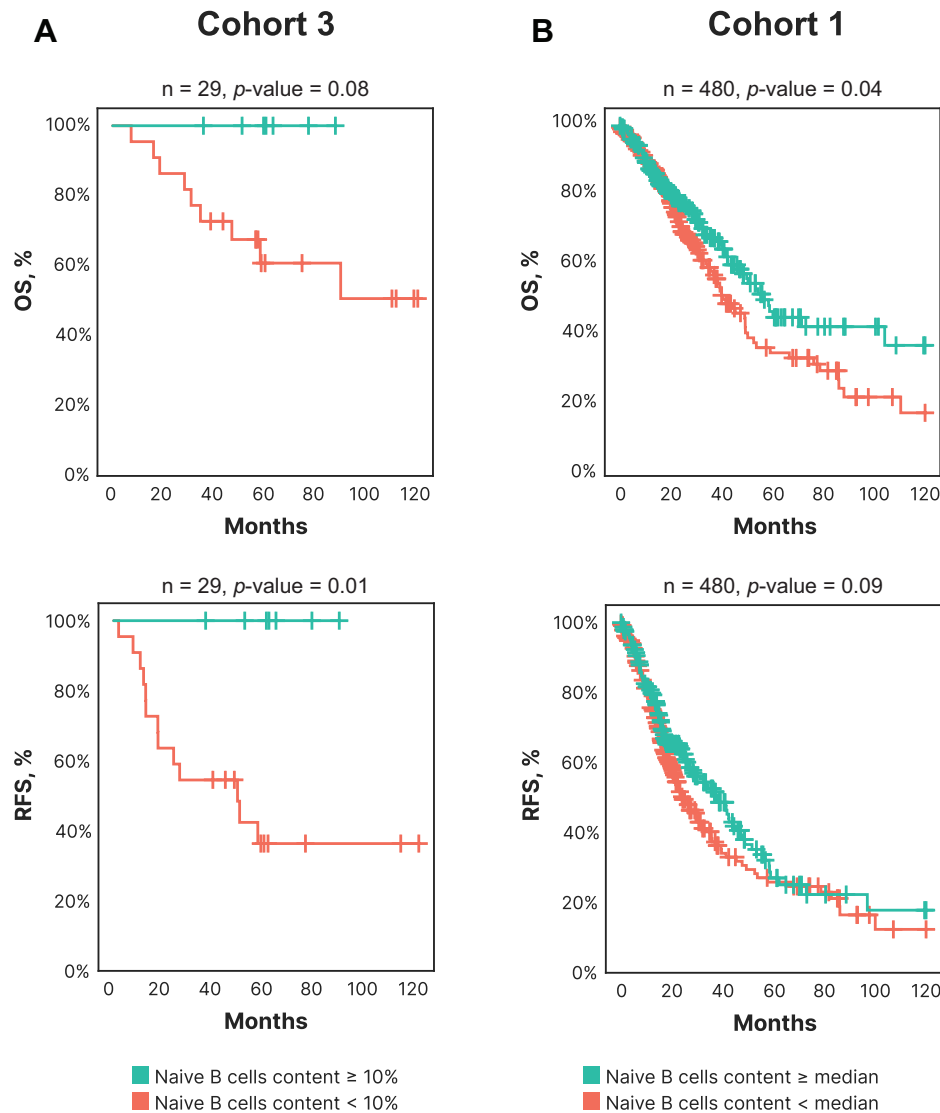 A
Cohort 3
n = 29, p-value = 0.08
OS, %
100%
80%
60%
40%
20%
0%
0 20 40 60 80 100 120
Months
n = 29, p-value = 0.01
RFS, %
100%
80%
60%
40%
20%
0%
0 20 40 60 80 100 120
Months
Naive B cells content ≥ 10%
Naive B cells content < 10%
B
Cohort 1
n = 480, p-value = 0.04
OS, %
100%
80%
60%
40%
20%
0%
0 20 40 60 80 100 120
Months
n = 480, p-value = 0.09
RFS, %
100%
80%
60%
40%
20%
0%
0 20 40 60 80 100 120
Months
Naive B cells content ≥ median
Naive B cells content < median